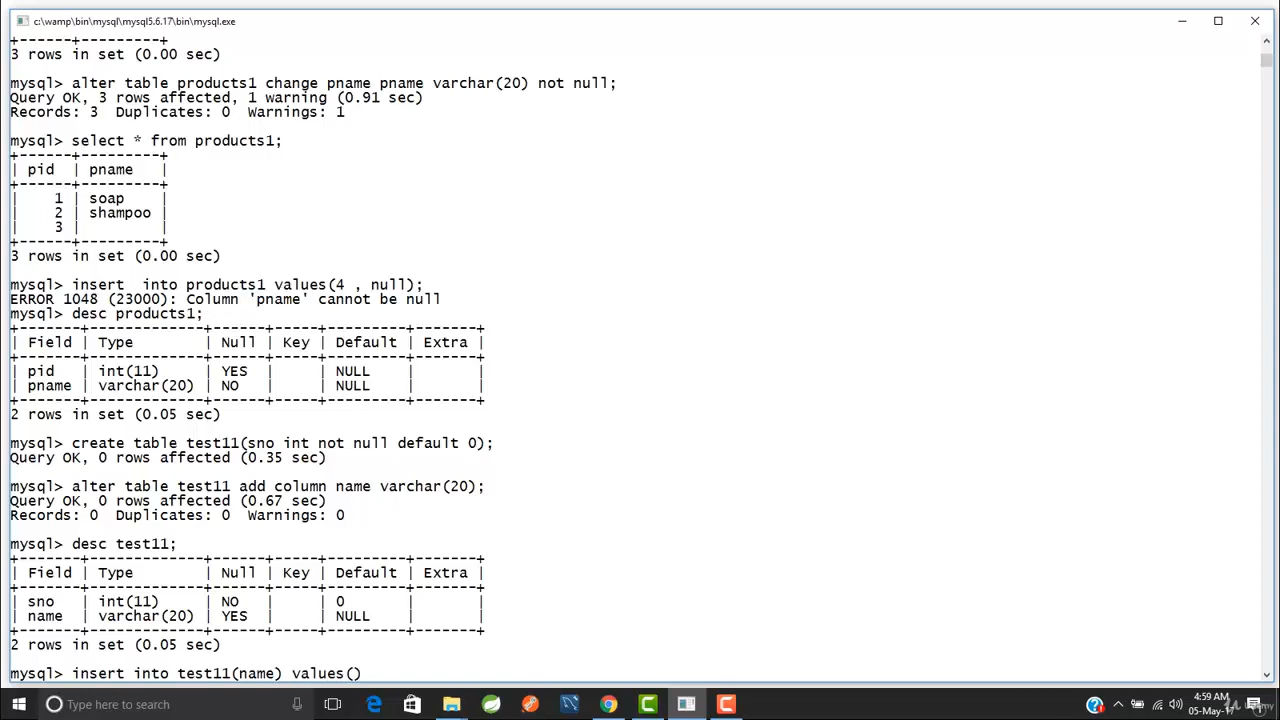 c:\wamp\bin\mysql\mysql5.6.17\bin\mysql.exe
+------+---------+
3 rows in set (0.00 sec)
mysql> alter table products1 change pname pname varchar(20) not null;
Query OK, 3 rows affected, 1 warning (0.91 sec)
Records: 3  Duplicates: 0  Warnings: 1
mysql> select * from products1;
+------+---------+
| pid  | pname   |
+------+---------+
|    1 | soap    |
|    2 | shampoo |
|    3 |         |
+------+---------+
3 rows in set (0.00 sec)
mysql> insert  into products1 values(4 , null);
ERROR 1048 (23000): Column 'pname' cannot be null
mysql> desc products1;
+-------+-------------+------+-----+---------+-------+
| Field | Type        | Null | Key | Default | Extra |
+-------+-------------+------+-----+---------+-------+
| pid   | int(11)     | YES  |     | NULL    |       |
| pname | varchar(20) | NO   |     | NULL    |       |
+-------+-------------+------+-----+---------+-------+
2 rows in set (0.05 sec)
mysql> create table test11(sno int not null default 0);
Query OK, 0 rows affected (0.35 sec)
mysql> alter table test11 add column name varchar(20);
Query OK, 0 rows affected (0.67 sec)
Records: 0  Duplicates: 0  Warnings: 0
mysql> desc test11;
+-------+-------------+------+-----+---------+-------+
| Field | Type        | Null | Key | Default | Extra |
+-------+-------------+------+-----+---------+-------+
| sno   | int(11)     | NO   |     | 0       |       |
| name  | varchar(20) | YES  |     | NULL    |       |
+-------+-------------+------+-----+---------+-------+
2 rows in set (0.05 sec)
mysql> insert into test11(name) values()
Type here to search
4:59 AM
05-May-17